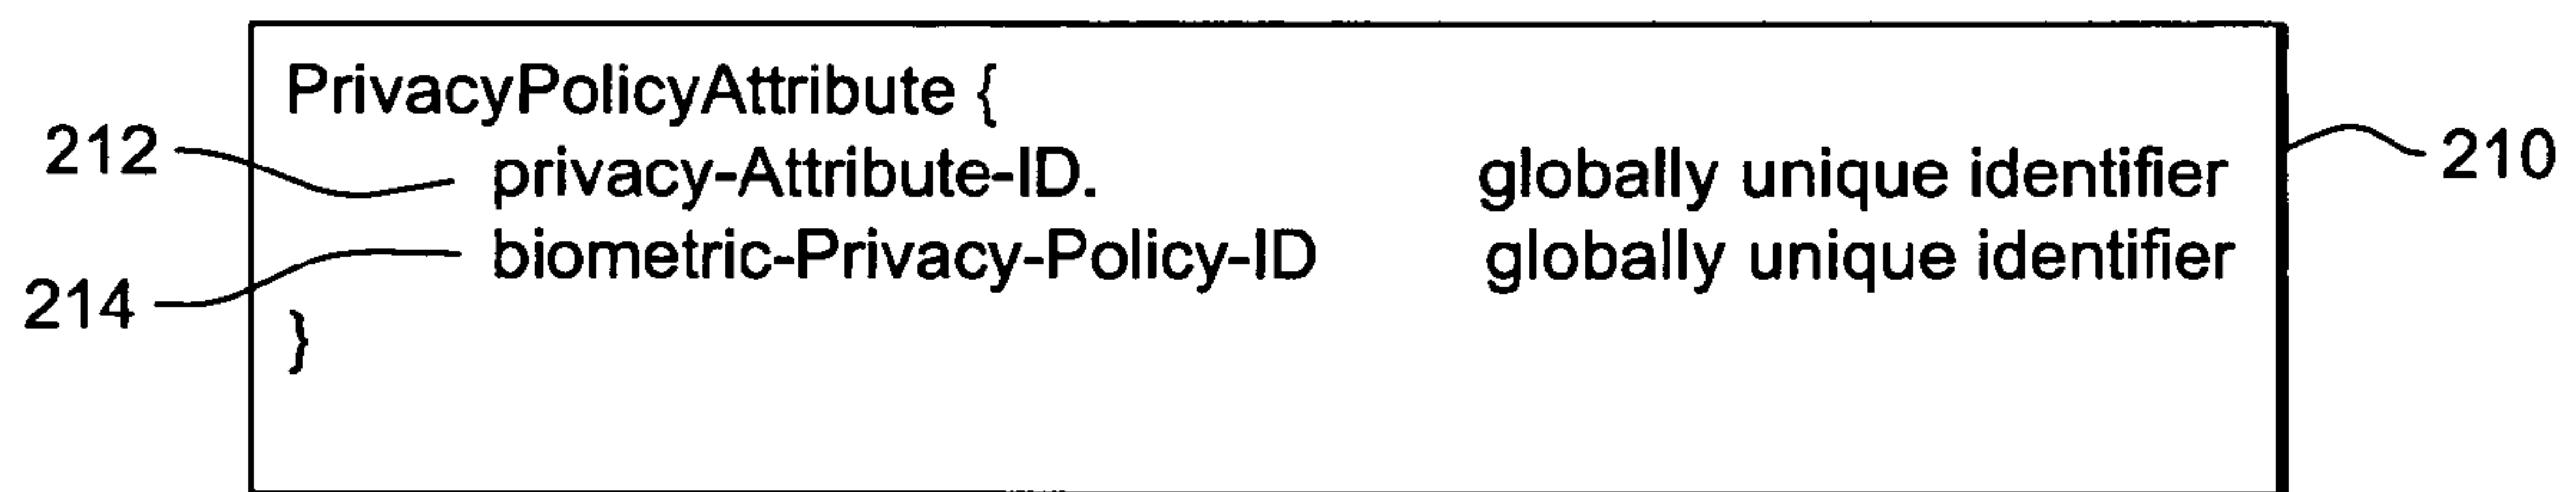 PrivacyPolicyAttribute {
212 privacy-Attribute-ID. globally unique identifier 210
biometric-Privacy-Policy-ID globally unique identifier
214
}